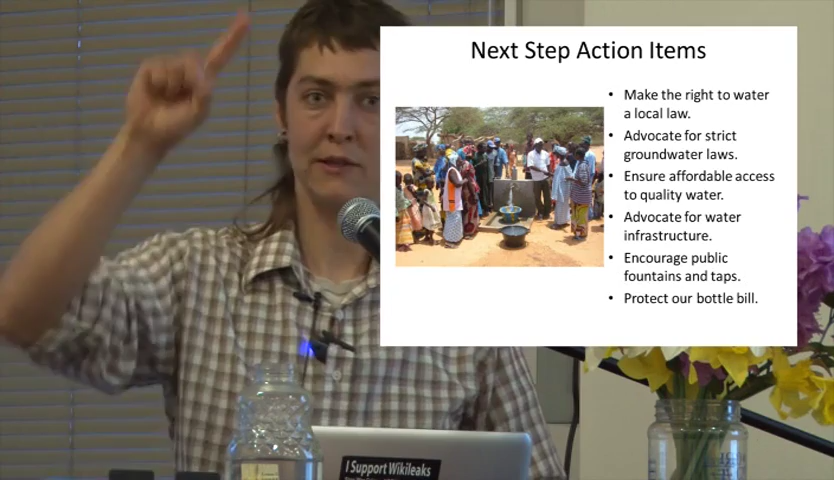 Next Step Action Items
• Make the right to water
a local law.
• Advocate for strict
groundwater laws.
• Ensure affordable access
to quality water.
• Advocate for water
infrastructure.
• Encourage public
fountains and taps.
• Protect our bottle bill.
I Support Wikileaks